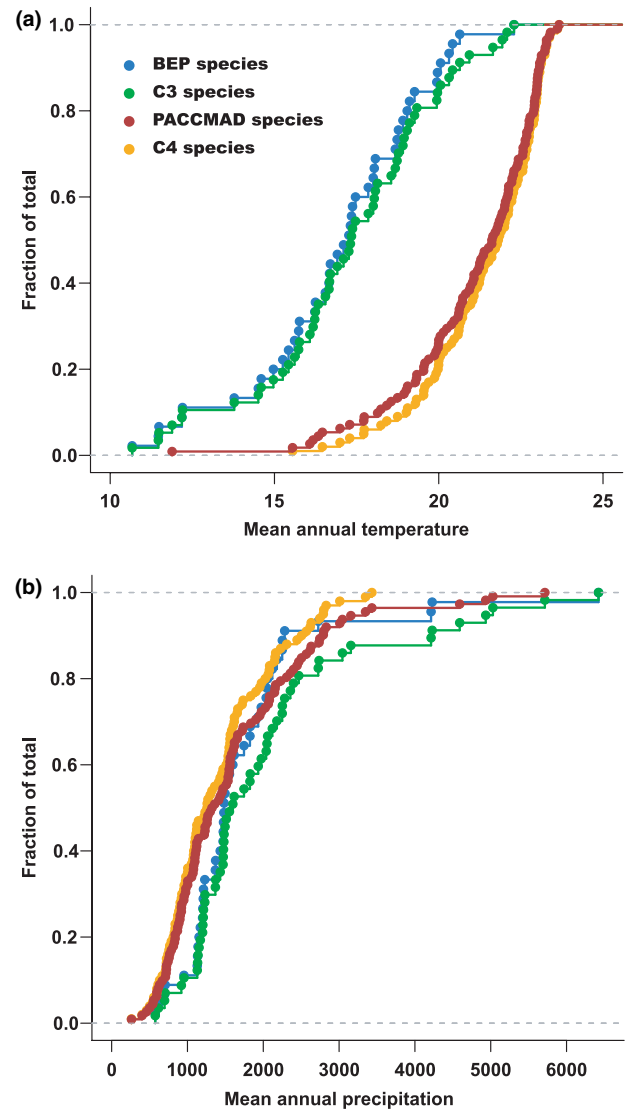 (a)
1.0
0.8
0.6
0.4
0.2
0.0
Fraction of total
BEP species
C3 species
PACCMAD species
C4 species
10 15 20 25
Mean annual temperature
(b)
1.0
0.8
0.6
0.4
0.2
0.0
Fraction of total
0 1000 2000 3000 4000 5000 6000
Mean annual precipitation